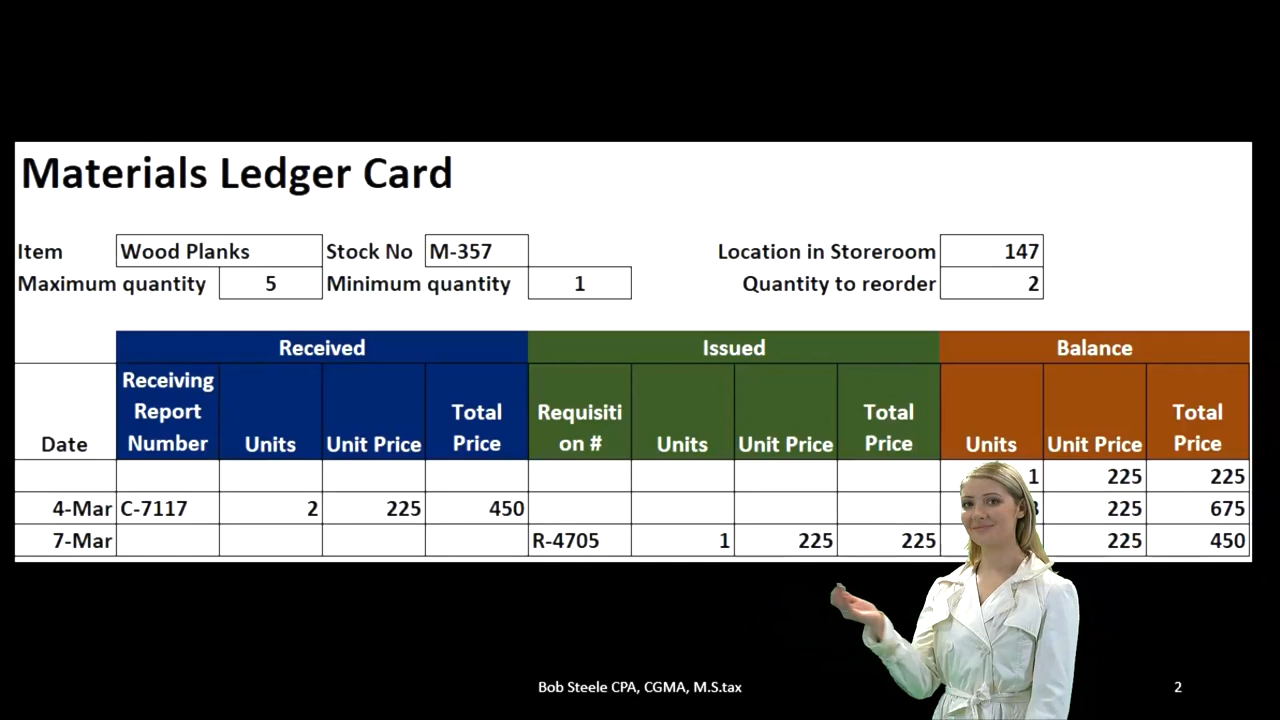 Materials Ledger Card
Item Wood Planks Stock No M-357 Location in Storeroom 147
Maximum quantity 5 Minimum quantity 1 Quantity to reorder 2
Received Issued Balance
Date Receiving Report Number Units Unit Price Total Price Requisiti on # Units Unit Price Total Price Units Unit Price Total Price
1 225 225
4-Mar C-7117 2 225 450 225 675
7-Mar R-4705 1 225 225 225 450
Bob Steele CPA, CGMA, M.S.tax 2